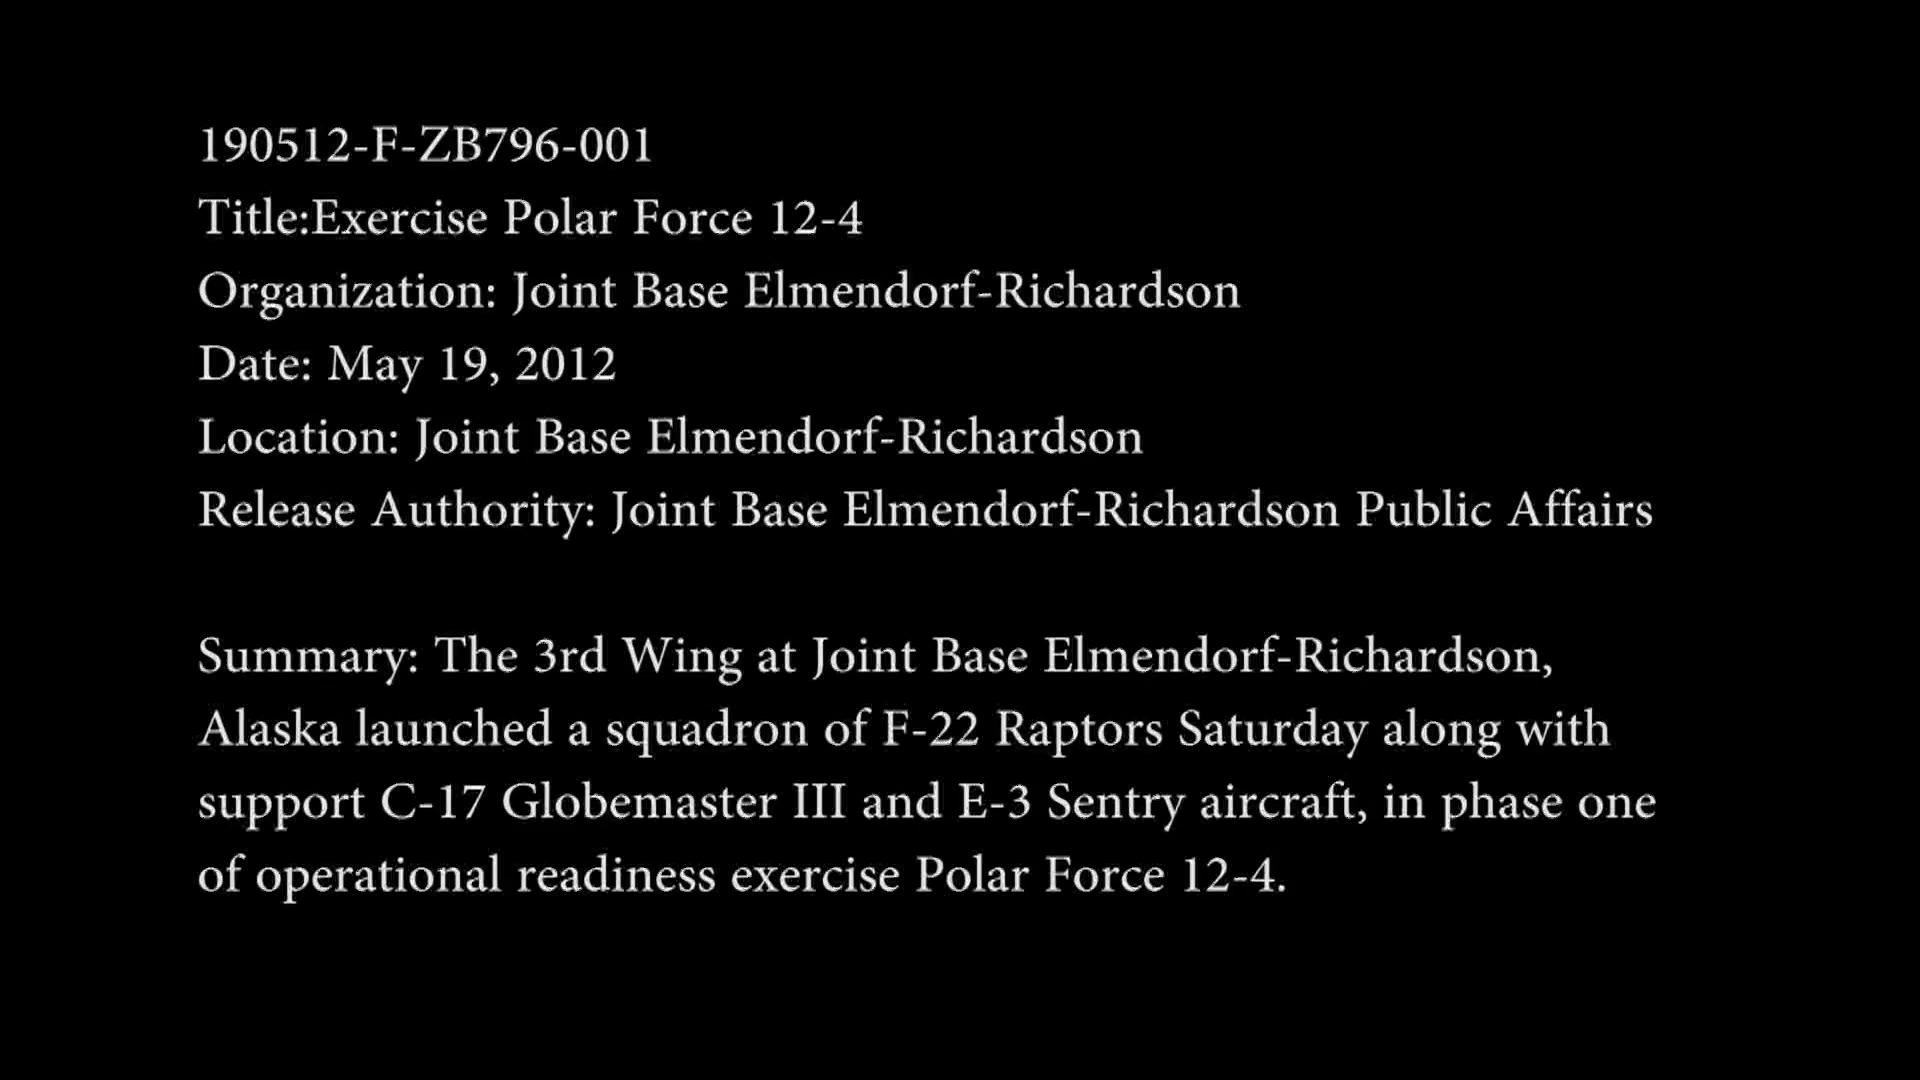 190512-F-ZB796-001
Title:Exercise Polar Force 12-4
Organization: Joint Base Elmendorf-Richardson
Date: May 19, 2012
Location: Joint Base Elmendorf-Richardson
Release Authority: Joint Base Elmendorf-Richardson Public Affairs
Summary: The 3rd Wing at Joint Base Elmendorf-Richardson,
Alaska launched a squadron of F-22 Raptors Saturday along with
support C-17 Globemaster III and E-3 Sentry aircraft, in phase one
of operational readiness exercise Polar Force 12-4.